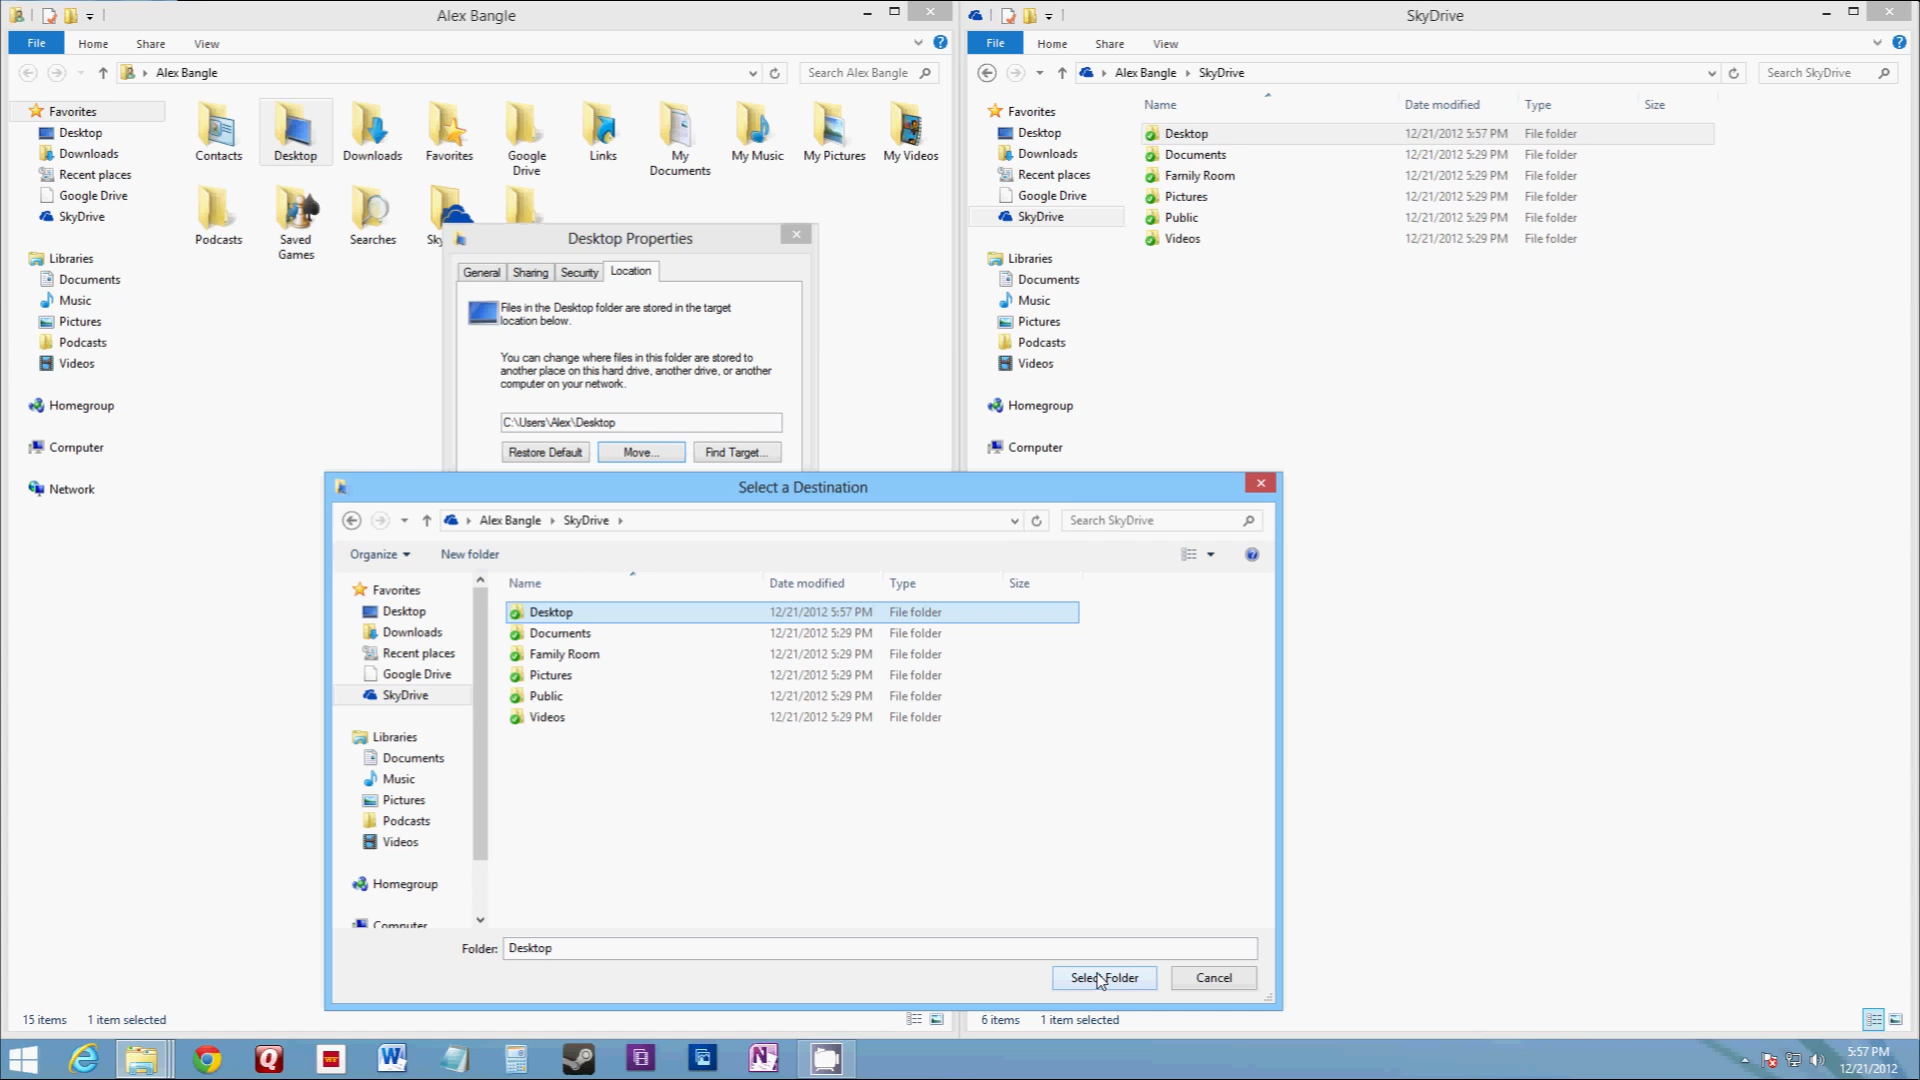 Alex Bangle
File Home Share View
Alex Bangle
Search Alex Bangle
Favorites
Desktop
Downloads
Recent places
Google Drive
SkyDrive
Libraries
Documents
Music
Pictures
Podcasts
Videos
Homegroup
Computer
Network
Contacts
Desktop
Downloads
Favorites
Google
Drive
Links
My
Documents
My Music
My Pictures
My Videos
Podcasts
Saved
Games
Searches
15 items 1 item selected
Desktop Properties
General Sharing Security Location
Files in the Desktop folder are stored in the target
location below.
You can change where files in this folder are stored to
another place on this hard drive, another drive, or another
computer on your network.
C:\Users\Alex\Desktop
Restore Default Move... Find Target...
SkyDrive
File Home Share View
Alex Bangle SkyDrive
Search SkyDrive
Favorites
Desktop
Downloads
Recent places
Google Drive
SkyDrive
Libraries
Documents
Music
Pictures
Podcasts
Videos
Homegroup
Computer
Name Date modified Type Size
Desktop 12/21/2012 5:57 PM File folder
Documents 12/21/2012 5:29 PM File folder
Family Room 12/21/2012 5:29 PM File folder
Pictures 12/21/2012 5:29 PM File folder
Public 12/21/2012 5:29 PM File folder
Videos 12/21/2012 5:29 PM File folder
6 items 1 item selected
Select a Destination
Alex Bangle SkyDrive
Search SkyDrive
Organize New folder
Favorites
Desktop
Downloads
Recent places
Google Drive
SkyDrive
Libraries
Documents
Music
Pictures
Podcasts
Videos
Homegroup
Computer
Name Date modified Type Size
Desktop 12/21/2012 5:57 PM File folder
Documents 12/21/2012 5:29 PM File folder
Family Room 12/21/2012 5:29 PM File folder
Pictures 12/21/2012 5:29 PM File folder
Public 12/21/2012 5:29 PM File folder
Videos 12/21/2012 5:29 PM File folder
Folder: Desktop
Select Folder Cancel
5:57 PM
12/21/2012